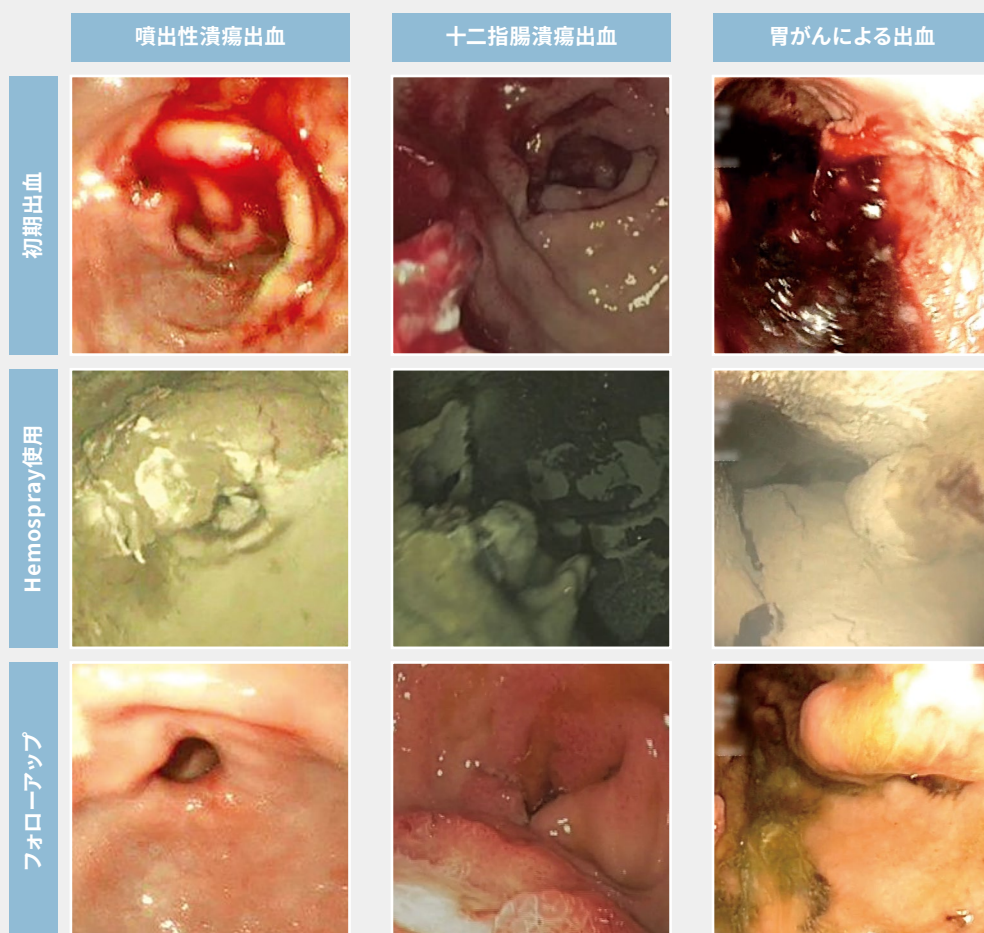 噴出性潰瘍出血
十二指腸潰瘍出血
胃がんによる出血
初期出血
Hemospray使用
フォローアップ